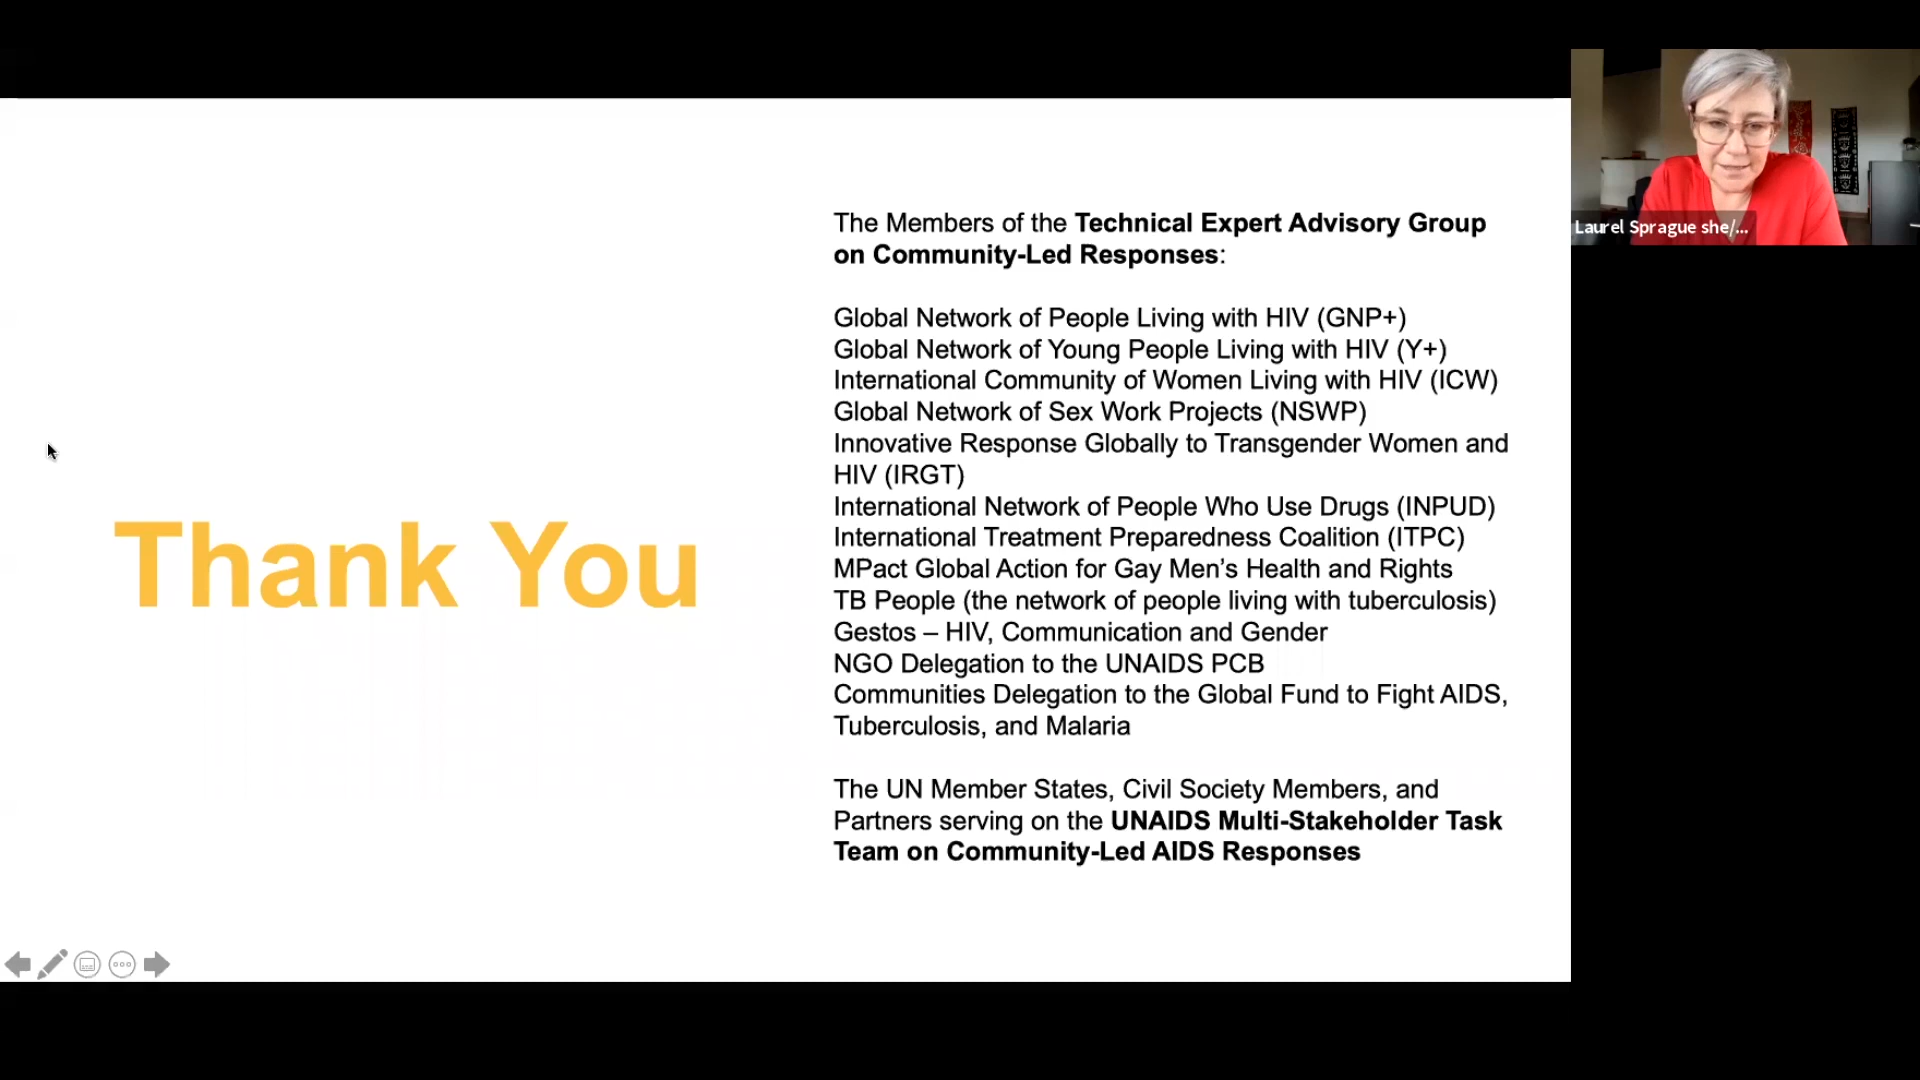 Thank You
The Members of the Technical Expert Advisory Group
on Community-Led Responses:
Global Network of People Living with HIV (GNP+)
Global Network of Young People Living with HIV (Y+)
International Community of Women Living with HIV (ICW)
Global Network of Sex Work Projects (NSWP)
Innovative Response Globally to Transgender Women and
HIV (IRGT)
International Network of People Who Use Drugs (INPUD)
International Treatment Preparedness Coalition (ITPC)
MPact Global Action for Gay Men’s Health and Rights
TB People (the network of people living with tuberculosis)
Gestos – HIV, Communication and Gender
NGO Delegation to the UNAIDS PCB
Communities Delegation to the Global Fund to Fight AIDS,
Tuberculosis, and Malaria
The UN Member States, Civil Society Members, and
Partners serving on the UNAIDS Multi-Stakeholder Task
Team on Community-Led AIDS Responses
Laurel Sprague she/...